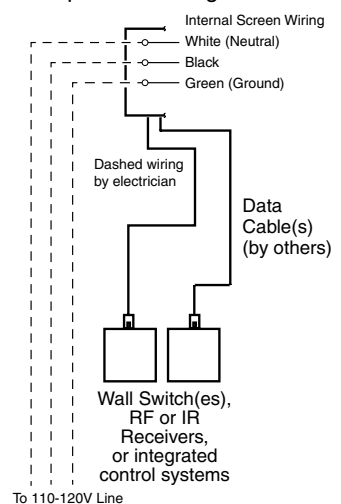 Internal Screen Wiring
White (Neutral)
Black
Green (Ground)
Dashed wiring
by electrician
Data
Cable(s)
(by others)
Wall Switch(es),
RF or IR
Receivers,
or integrated
control systems
To 110-120V Line